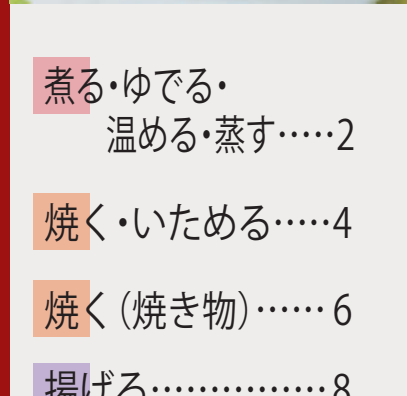 煮る・ゆでる・
温める・蒸す……2
焼く・いためる……4
焼く（焼き物）……6
揚げる……………8